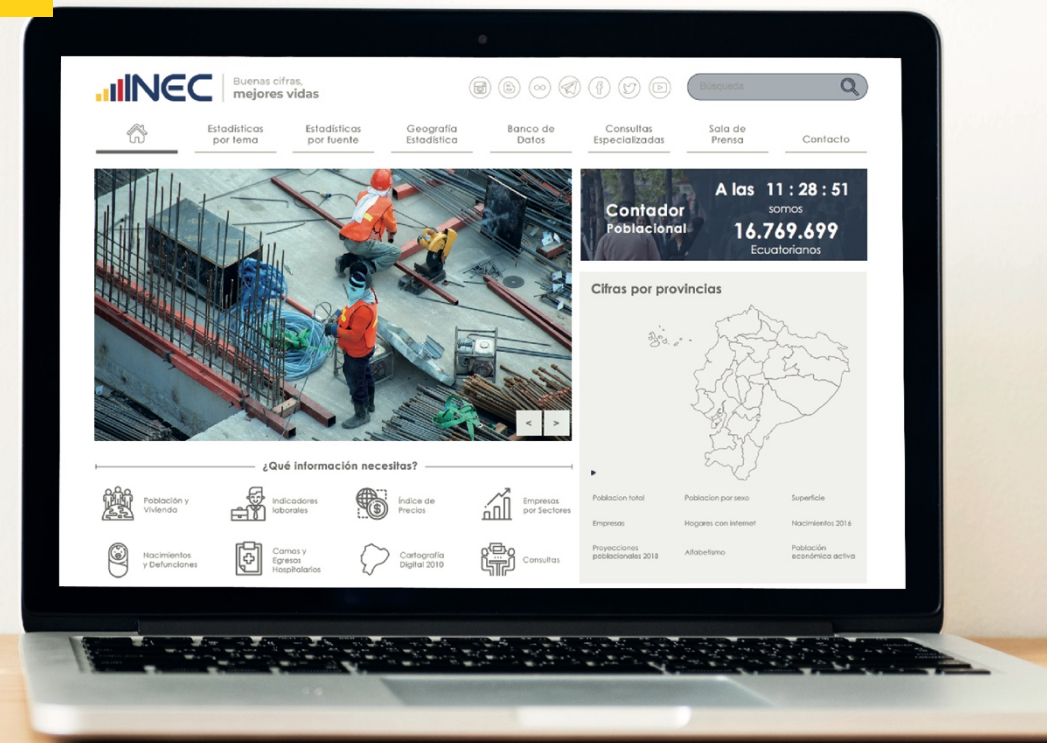 INEC
Buenas cifras,
mejores vidas
Búsqueda
Estadísticas
por tema
Estadísticas
por fuente
Geografía
Estadística
Banco de
Datos
Consultas
Especializadas
Sala de
Prensa
Contacto
Contador
Poblacional
A las 11 : 28 : 51
somos
16.769.699
Ecuatorianos
Cifras por provincias
< >
¿Qué información necesitas?
Población y
Vivienda
Indicadores
laborales
Índice de
Precios
Empresas
por Sectores
Nacimientos
y Defunciones
Camas y
Egresos
Hospitalarios
Cartografía
Digital 2010
Consultas
Poblacion total
Poblacion por sexo
Superficie
Empresas
Hogares con internet
Nacimientos 2016
Proyecciones
poblacionales 2018
Alfabetismo
Población
económica activa